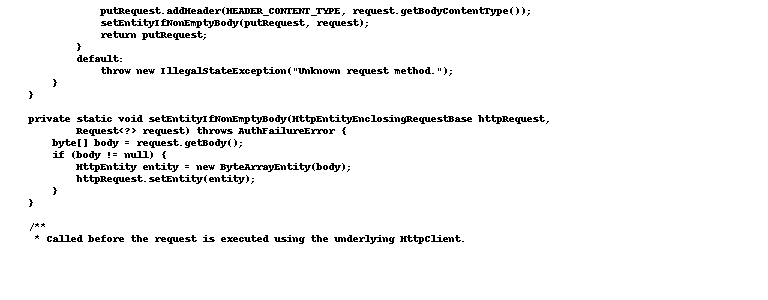 putRequest.addHeader(HEADER_CONTENT_TYPE, request.getBodyContentType());
setEntityIfNonEmptyBody(putRequest, request);
return putRequest;
}
default:
throw new IllegalStateException("Unknown request method.");
}
}
private static void setEntityIfNonEmptyBody(HttpEntityEnclosingRequestBase httpRequest,
Request<?> request) throws AuthFailureError {
byte[] body = request.getBody();
if (body != null) {
HttpEntity entity = new ByteArrayEntity(body);
httpRequest.setEntity(entity);
}
}
/**
* Called before the request is executed using the underlying HttpClient.